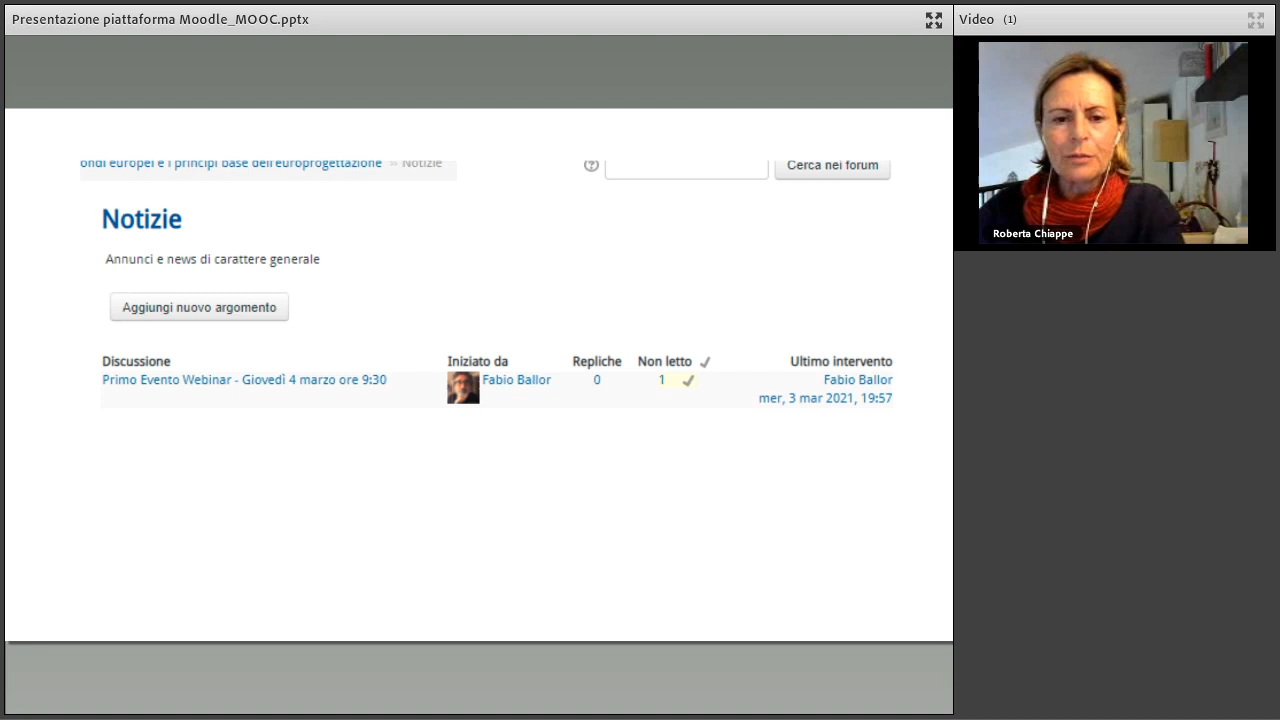 Presentazione piattaforma Moodle_MOOC.pptx
Video (1)
ondi europei e i principi base dell'europrogettazione » Notizie
Cerca nei forum
Notizie
Annunci e news di carattere generale
Aggiungi nuovo argomento
Discussione Iniziato da Repliche Non letto Ultimo intervento
Primo Evento Webinar - Giovedì 4 marzo ore 9:30 Fabio Ballor 0 1 Fabio Ballor
mer, 3 mar 2021, 19:57
Roberta Chiappe